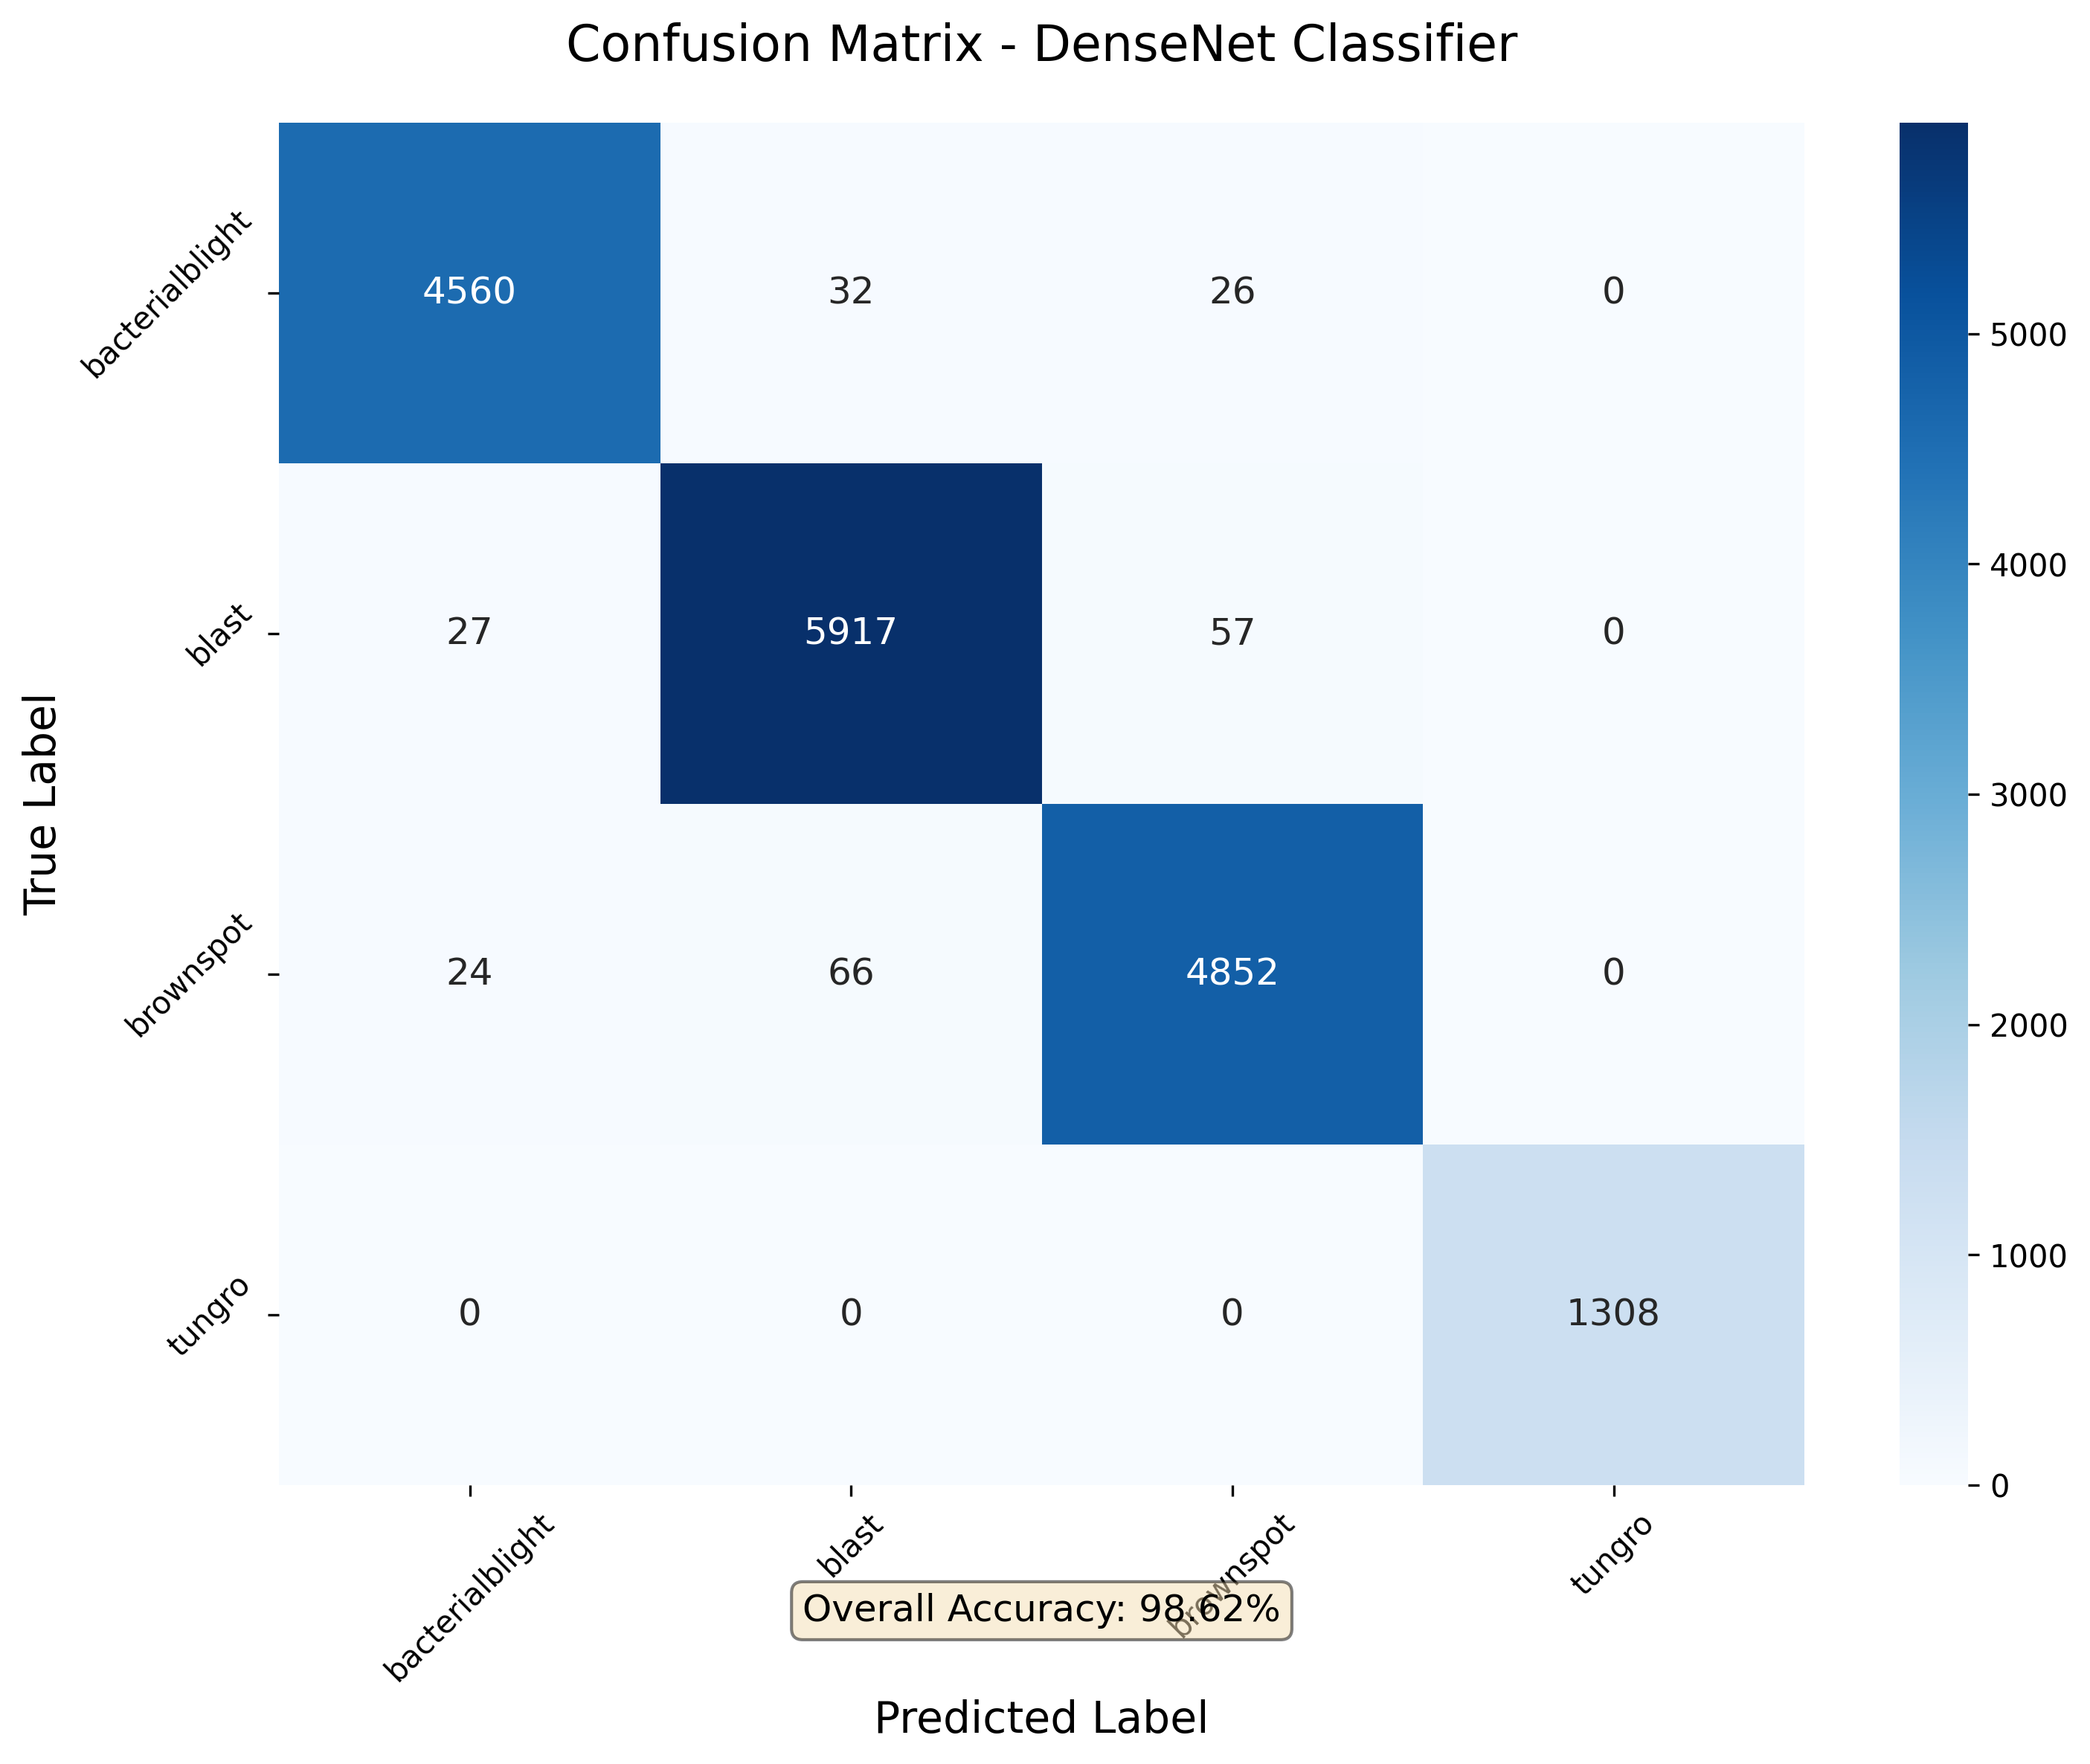 Confusion Matrix - DenseNet Classifier
True Label
bacterialblight
4560 32 26 0
blast
27 5917 57 0
brownspot
24 66 4852 0
tungro
0 0 0 1308
5000
4000
3000
2000
1000
0
bacterialblight
blast
brownspot
tungro
Overall Accuracy: 98.62%
Predicted Label